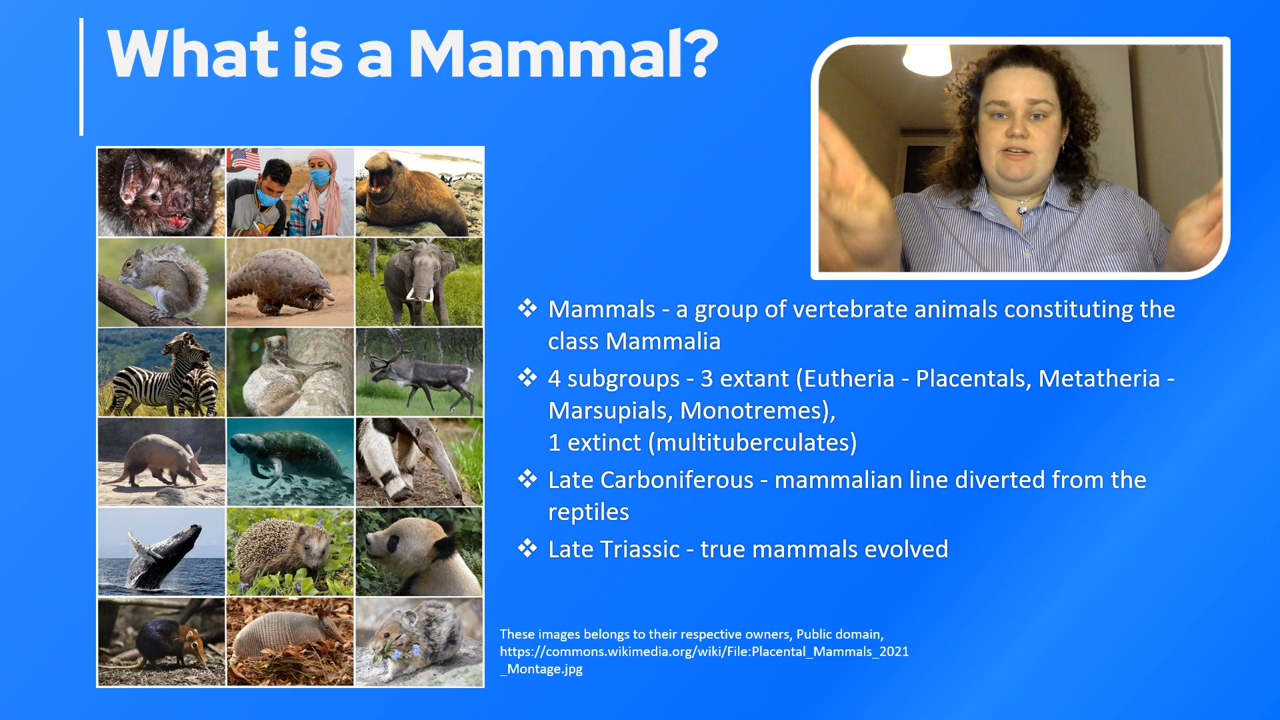 What is a Mammal?
❖ Mammals - a group of vertebrate animals constituting the
class Mammalia
❖ 4 subgroups - 3 extant (Eutheria - Placentals, Metatheria -
Marsupials, Monotremes),
1 extinct (multituberculates)
❖ Late Carboniferous - mammalian line diverted from the
reptiles
❖ Late Triassic - true mammals evolved
These images belongs to their respective owners, Public domain,
https://commons.wikimedia.org/wiki/File:Placental_Mammals_2021
_Montage.jpg